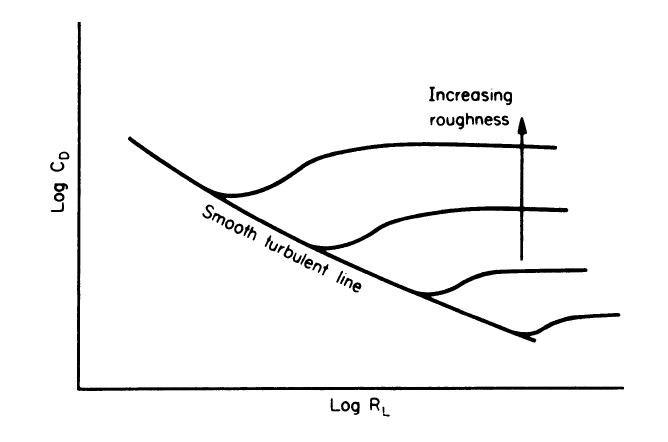 Increasing
roughness
Log C_D
Smooth turbulent line
Log R_L